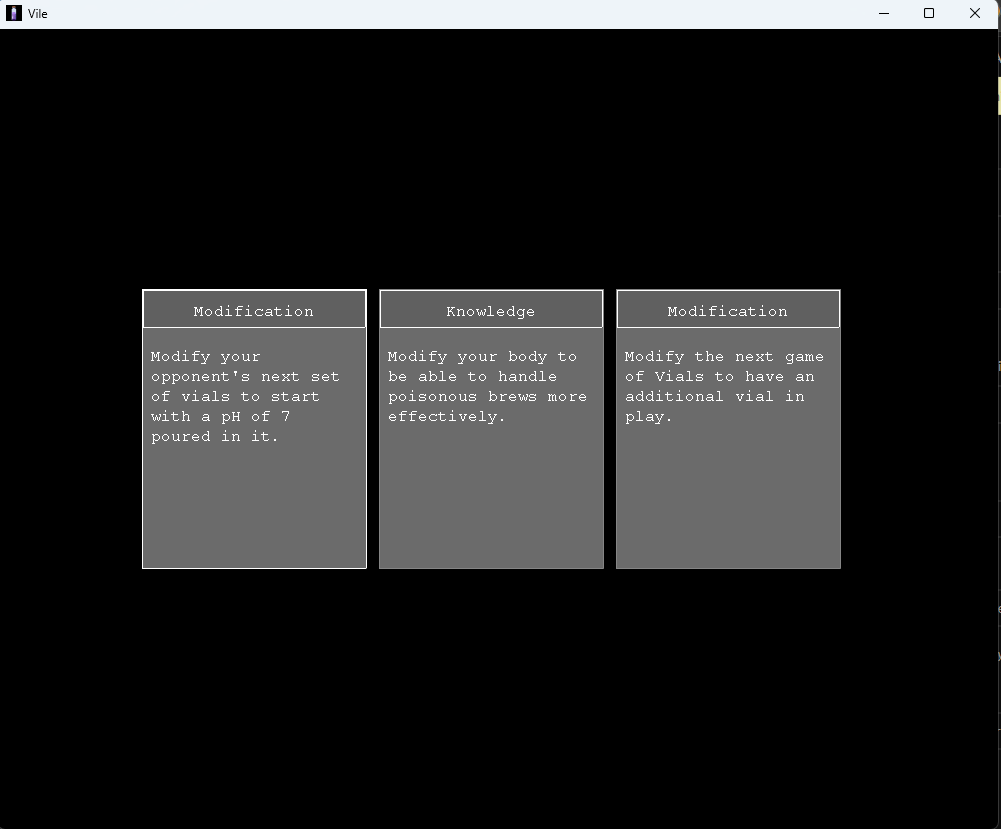 Vile
Modification
Modify your
opponent's next set
of vials to start
with a pH of 7
poured in it.
Knowledge
Modify your body to
be able to handle
poisonous brews more
effectively.
Modification
Modify the next game
of Vials to have an
additional vial in
play.